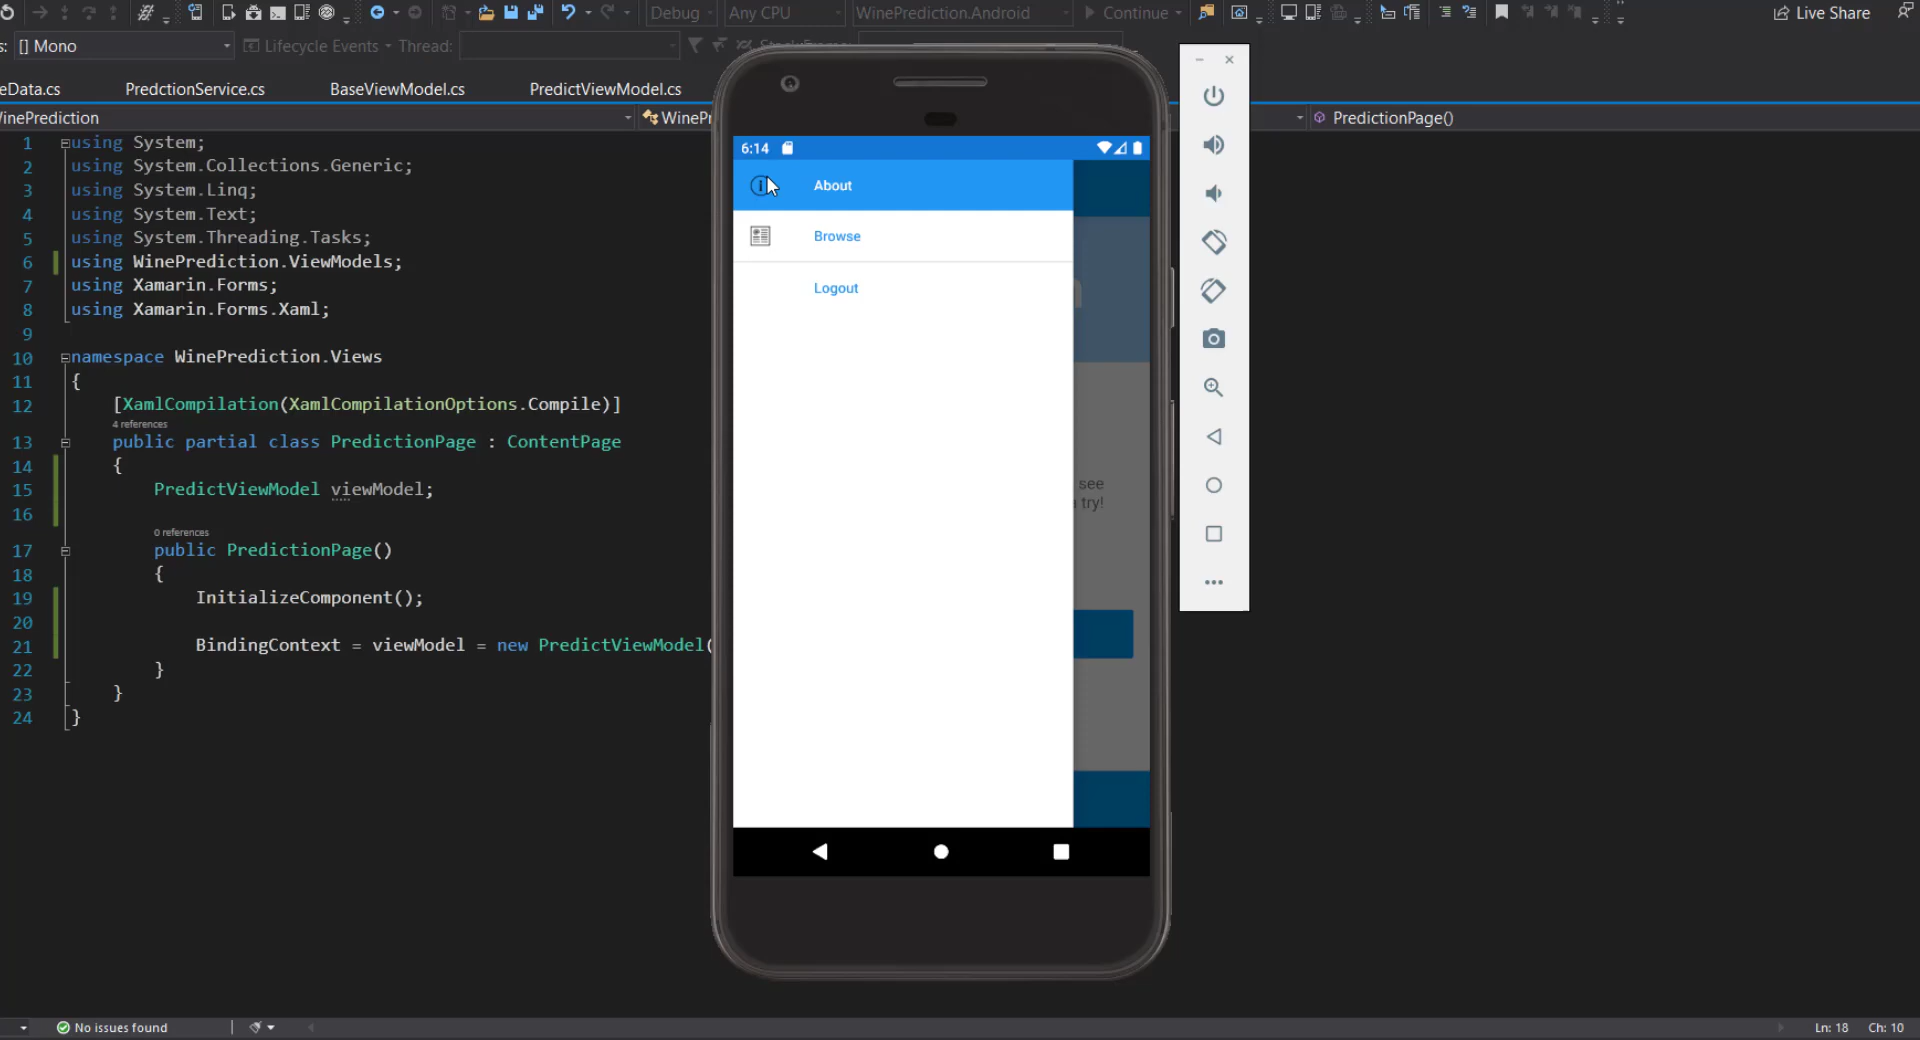 Debug
Any CPU
WinePrediction.Android
Continue
Live Share
s:
[] Mono
Lifecycle Events
Thread:
eData.cs
PredctionService.cs
BaseViewModel.cs
PredictViewModel.cs
inePrediction
WinePr
PredictionPage()
1 using System;
2 using System.Collections.Generic;
3 using System.Linq;
4 using System.Text;
5 using System.Threading.Tasks;
6 using WinePrediction.ViewModels;
7 using Xamarin.Forms;
8 using Xamarin.Forms.Xaml;
9
10 namespace WinePrediction.Views
11 {
12 [XamlCompilation(XamlCompilationOptions.Compile)]
4 references
13 public partial class PredictionPage : ContentPage
14 {
15 PredictViewModel viewModel;
16
0 references
17 public PredictionPage()
18 {
19 InitializeComponent();
20
21 BindingContext = viewModel = new PredictViewModel(
22 }
23 }
24 }
6:14
About
Browse
Logout
see
try!
No issues found
Ln: 18
Ch: 10